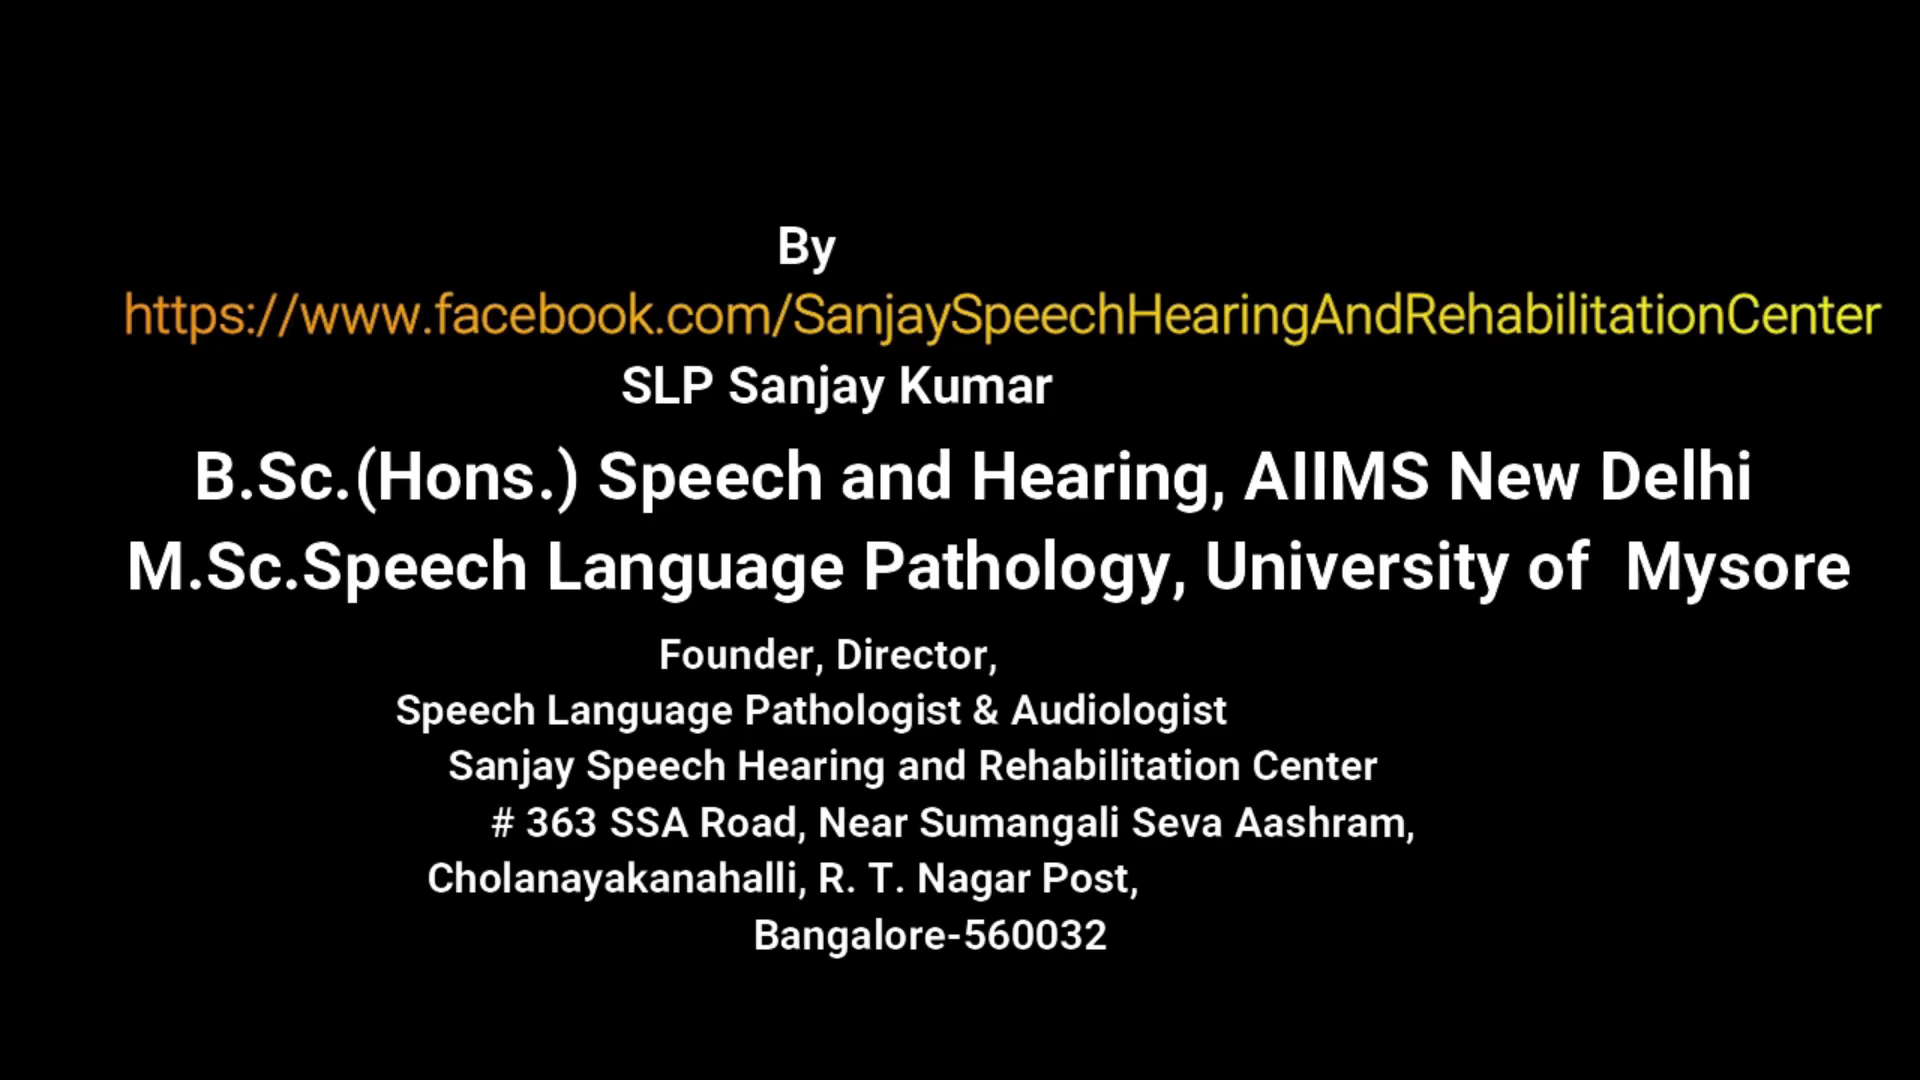 By
https://www.facebook.com/SanjaySpeechHearingAndRehabilitationCenter
SLP Sanjay Kumar
B.Sc.(Hons.) Speech and Hearing, AIIMS New Delhi
M.Sc.Speech Language Pathology, University of  Mysore
Founder, Director,
Speech Language Pathologist & Audiologist
Sanjay Speech Hearing and Rehabilitation Center
# 363 SSA Road, Near Sumangali Seva Aashram,
Cholanayakanahalli, R. T. Nagar Post,
Bangalore-560032